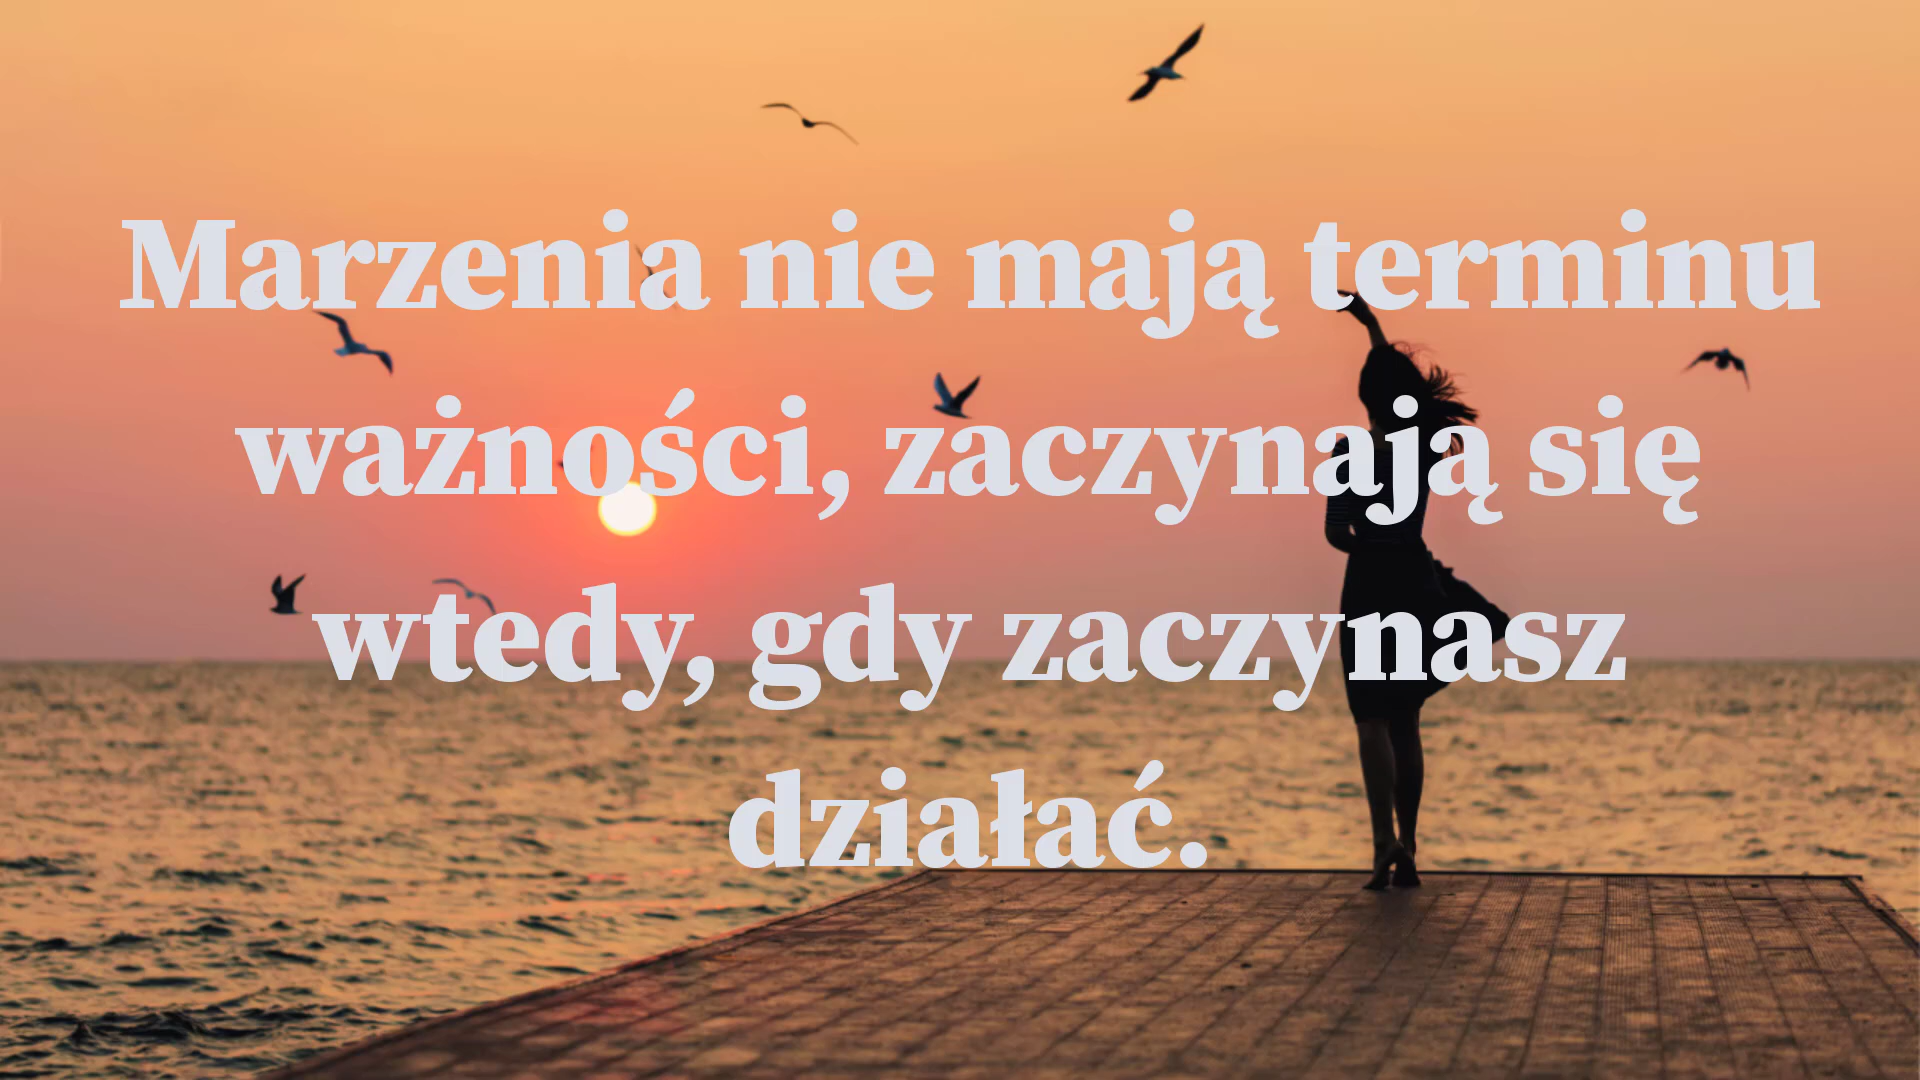 Marzenia nie mają terminu
ważności, zaczynają się
wtedy, gdy zaczynasz
działać.